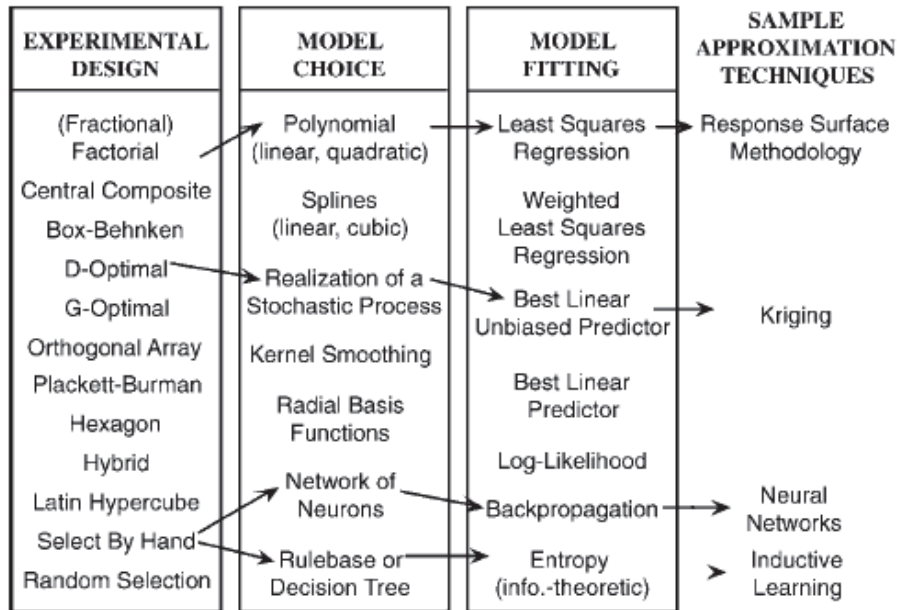 EXPERIMENTAL
DESIGN
(Fractional)
Factorial
Central Composite
Box-Behnken
D-Optimal
G-Optimal
Orthogonal Array
Plackett-Burman
Hexagon
Hybrid
Latin Hypercube
Select By Hand
Random Selection
MODEL
CHOICE
Polynomial
(linear, quadratic)
Splines
(linear, cubic)
Realization of a
Stochastic Process
Kernel Smoothing
Radial Basis
Functions
Network of
Neurons
Rulebase or
Decision Tree
MODEL
FITTING
Least Squares
Regression
Weighted
Least Squares
Regression
Best Linear
Unbiased Predictor
Best Linear
Predictor
Log-Likelihood
Backpropagation
Entropy
(info.-theoretic)
SAMPLE
APPROXIMATION
TECHNIQUES
Response Surface
Methodology
Kriging
Neural
Networks
Inductive
Learning